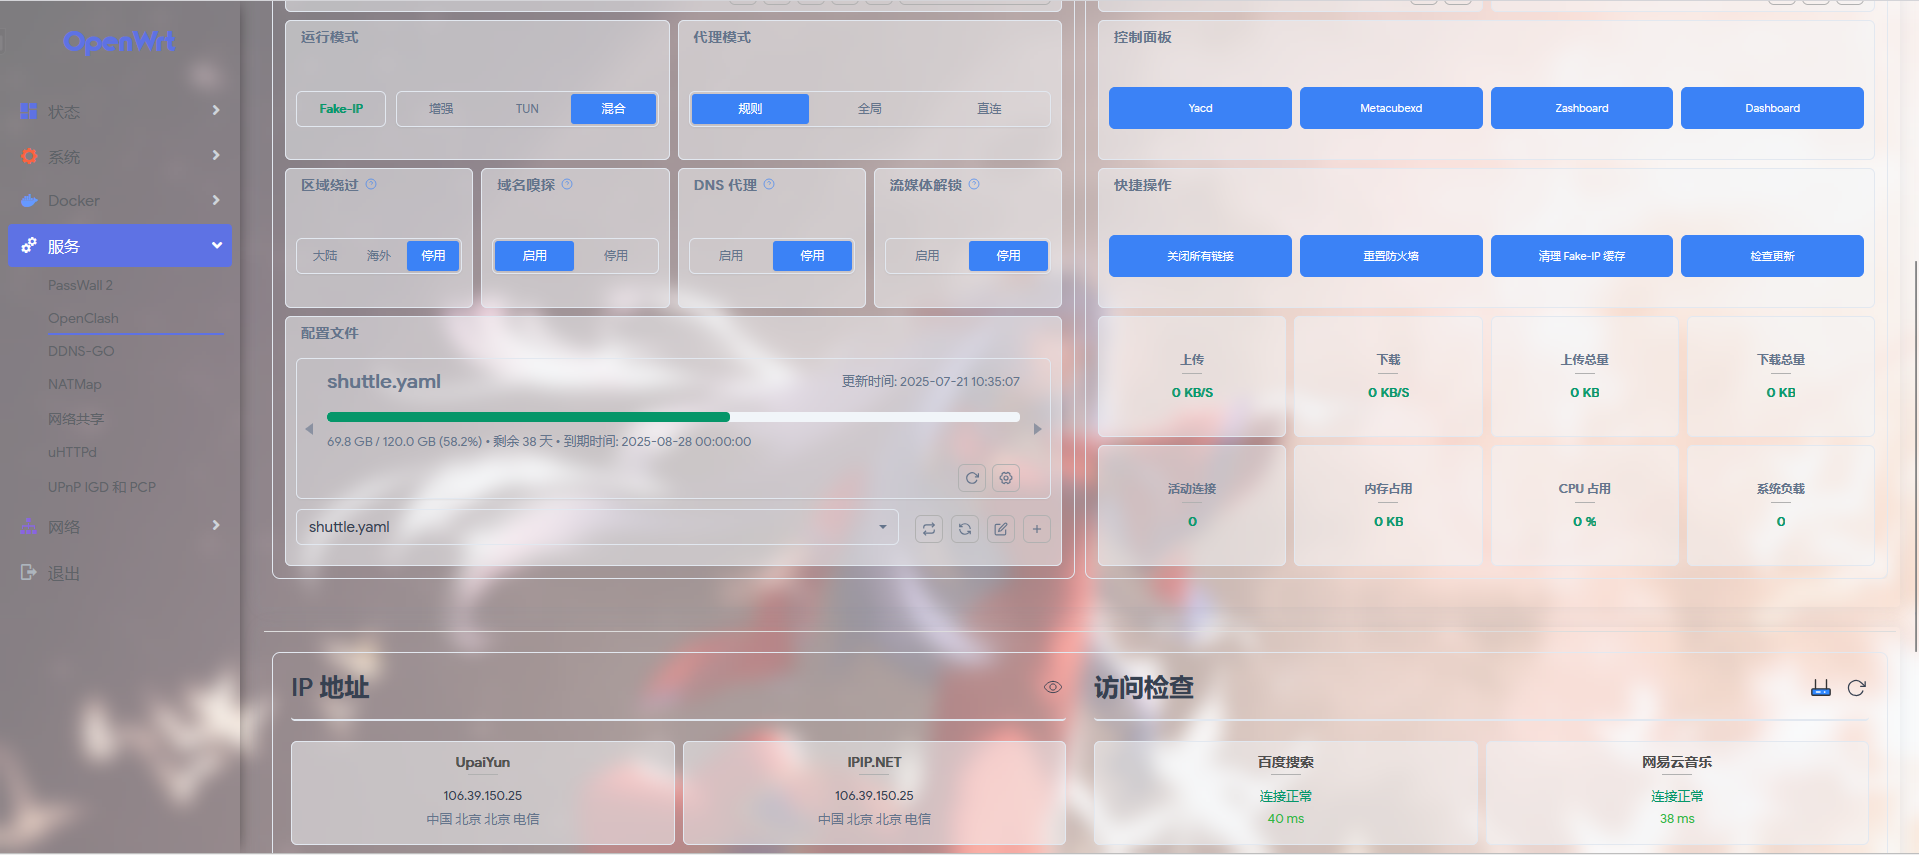 OpenWrt
状态
系统
Docker
服务
PassWall 2
OpenClash
DDNS-GO
NATMap
网络共享
uHTTPd
UPnP IGD 和 PCP
网络
退出
运行模式
Fake-IP 增强 TUN 混合
代理模式
规则 全局 直连
控制面板
Yacd Metacubexd Zashboard Dashboard
区域绕过
大陆 海外 停用
域名嗅探
启用 停用
DNS 代理
启用 停用
流媒体解锁
启用 停用
快捷操作
关闭所有链接 重置防火墙 清理 Fake-IP 缓存 检查更新
配置文件
shuttle.yaml 更新时间: 2025-07-21 10:35:07
69.8 GB / 120.0 GB (58.2%) • 剩余 38 天 • 到期时间: 2025-08-28 00:00:00
shuttle.yaml
上传
0 KB/S
下载
0 KB/S
上传总量
0 KB
下载总量
0 KB
活动连接
0
内存占用
0 KB
CPU 占用
0 %
系统负载
0
IP 地址
UpaiYun
106.39.150.25
中国 北京 北京 电信
IPIP.NET
106.39.150.25
中国 北京 北京 电信
访问检查
百度搜索
连接正常
40 ms
网易云音乐
连接正常
38 ms